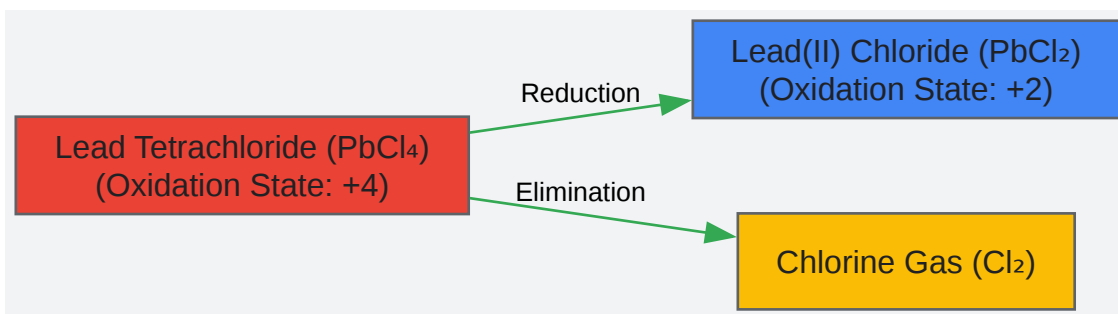 Lead(II) Chloride (PbCl₂)
(Oxidation State: +2)
Reduction
Lead Tetrachloride (PbCl₄)
(Oxidation State: +4)
Elimination
Chlorine Gas (Cl₂)